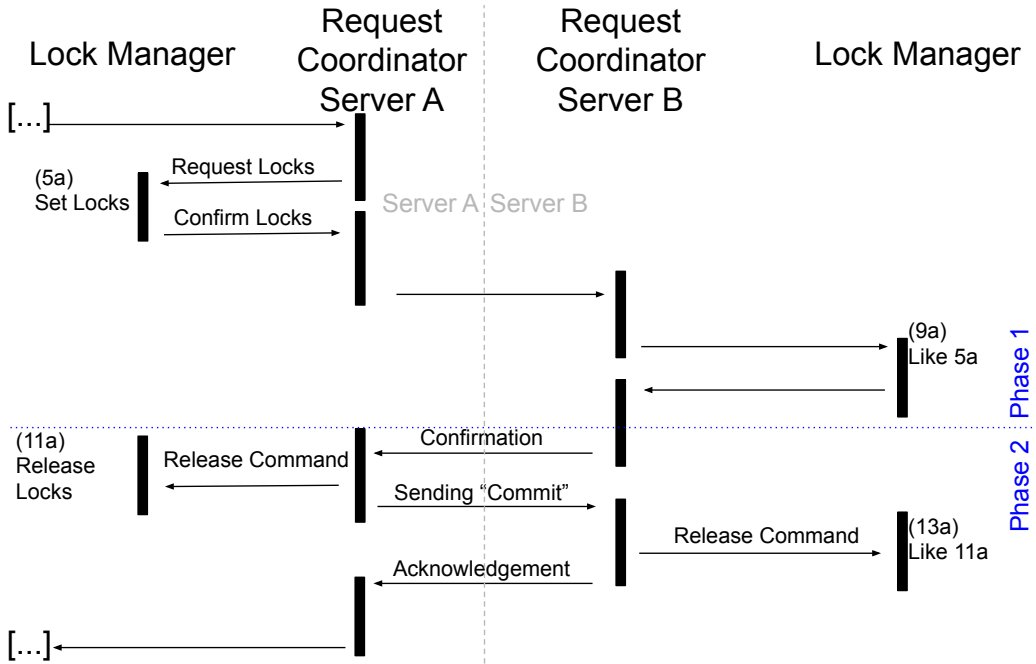 Lock Manager
Request
Coordinator
Server A
Request
Coordinator
Server B
Lock Manager
[...]
Request Locks
(5a)
Set Locks
Server A
Server B
Confirm Locks
(9a)
Like 5a
Phase 1
Confirmation
(11a)
Release
Locks
Release Command
Sending “Commit”
Phase 2
Release Command
(13a)
Like 11a
Acknowledgement
[...]